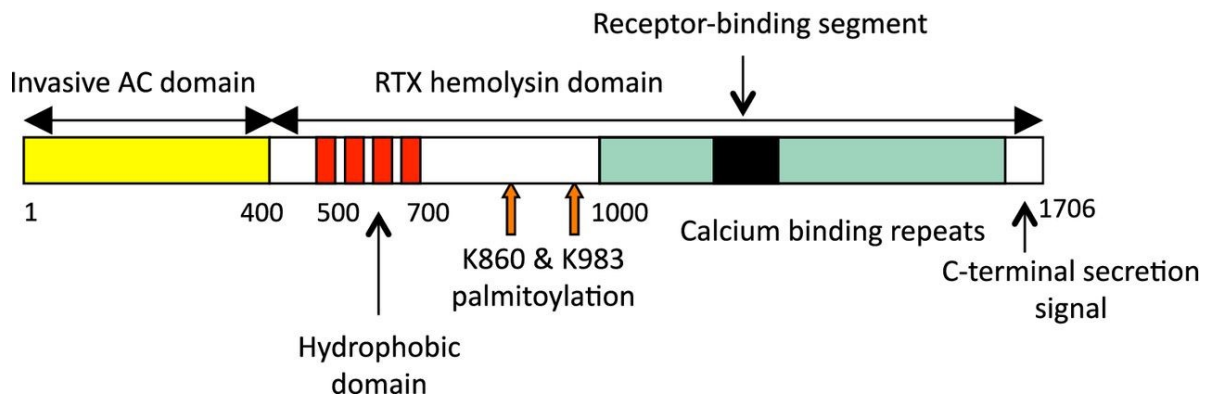 Receptor-binding segment
Invasive AC domain
RTX hemolysin domain
1
400
500
700
1000
1706
K860 & K983
palmitoylation
Calcium binding repeats
C-terminal secretion
signal
Hydrophobic
domain